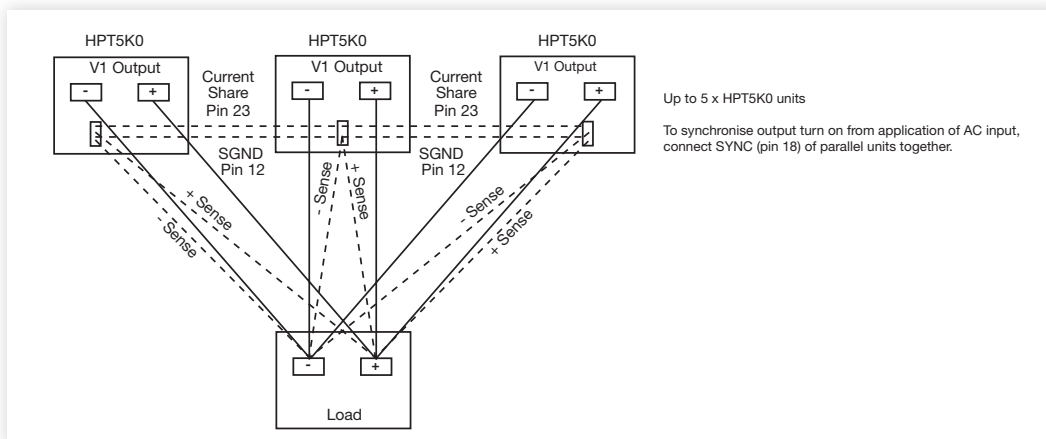 HPT5K0
HPT5K0
HPT5K0
V1 Output
V1 Output
V1 Output
-
+
-
+
-
+
Current
Share
Pin 23
Current
Share
Pin 23
SGND
Pin 12
SGND
Pin 12
+ Sense
- Sense
- Sense
+ Sense
- Sense
+ Sense
-
+
Load
Up to 5 x HPT5K0 units
To synchronise output turn on from application of AC input,
connect SYNC (pin 18) of parallel units together.